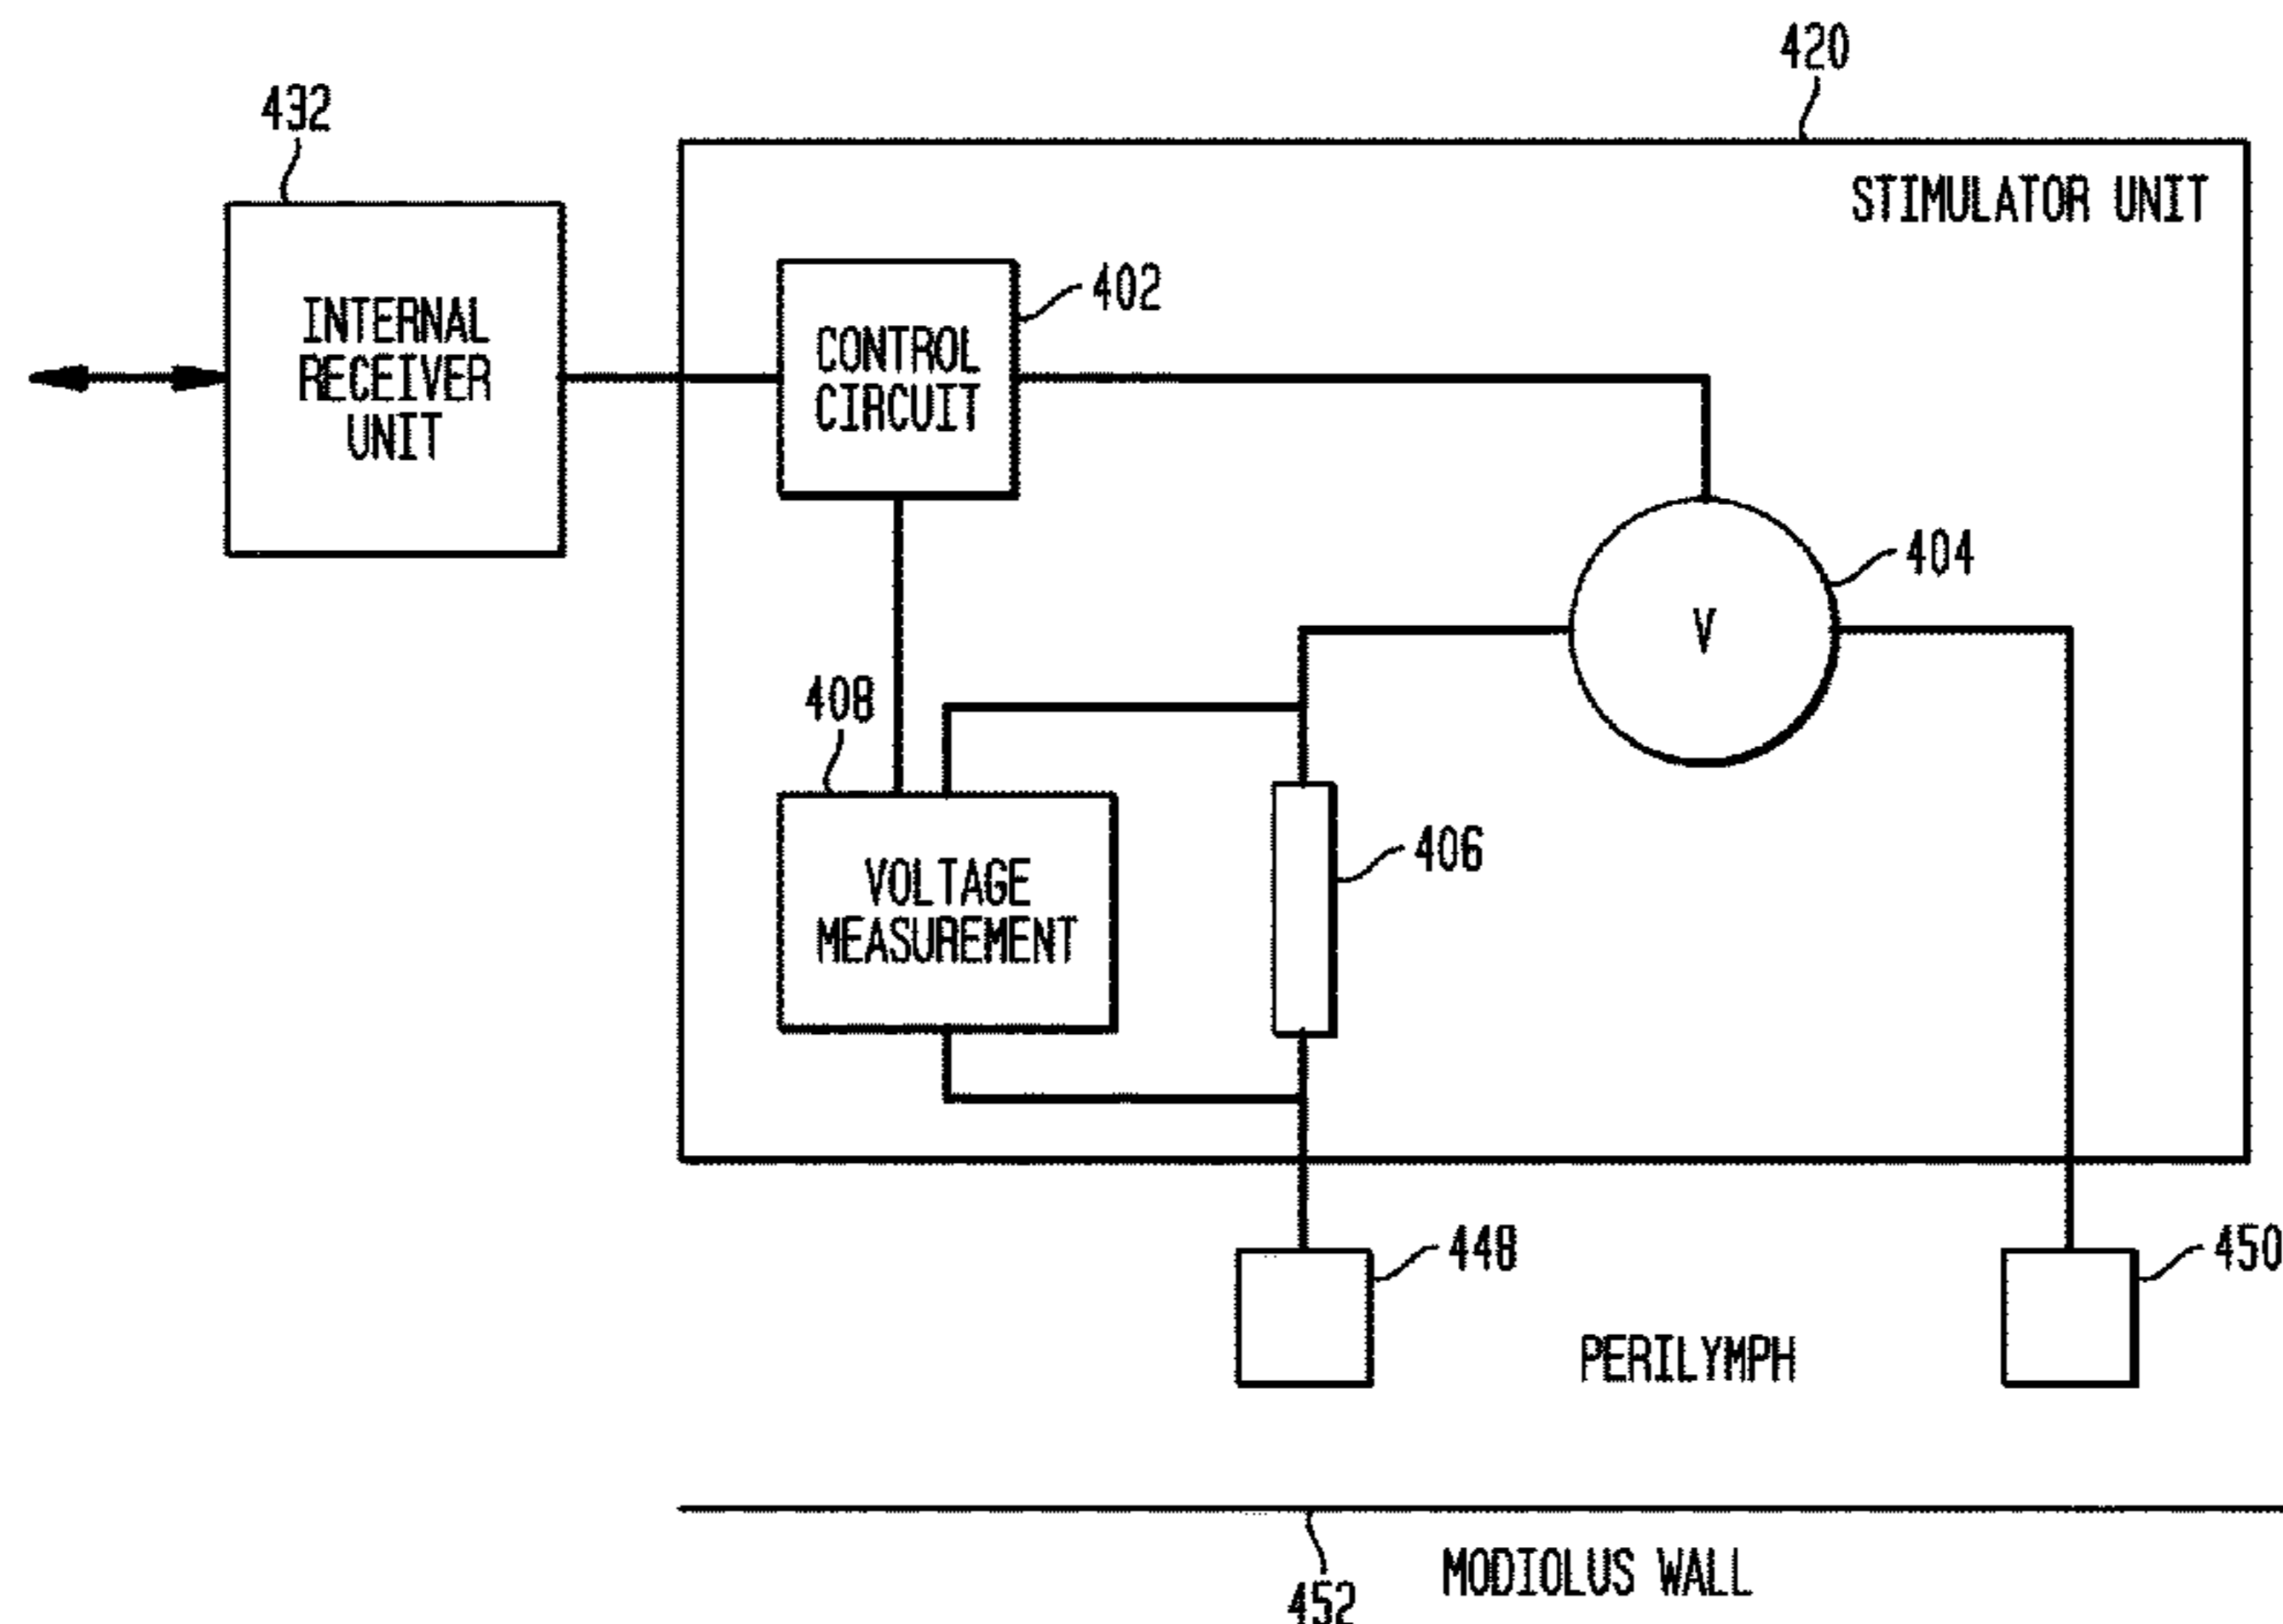 420
432
STIMULATOR UNIT
402
INTERNAL
RECEIVER
UNIT
CONTROL
CIRCUIT
404
V
408
406
VOLTAGE
MEASUREMENT
448
450
PERILYMPH
MODIOLUS WALL
452